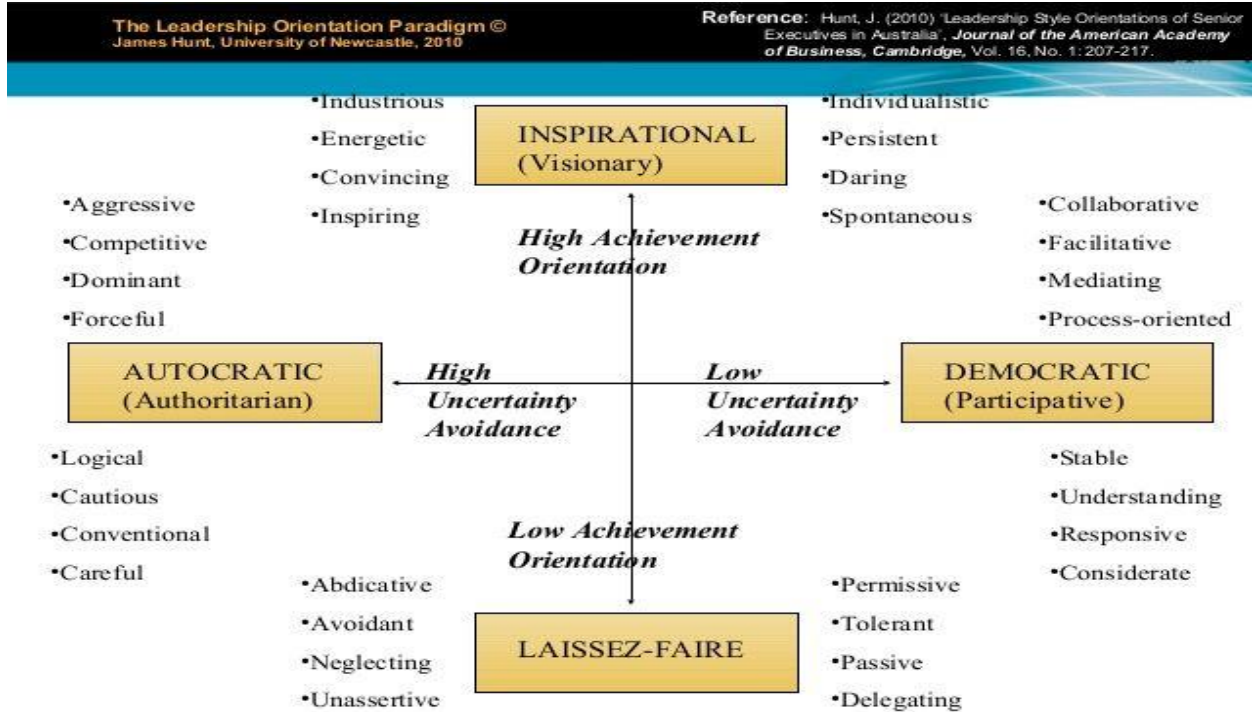 The Leadership Orientation Paradigm ©
James Hunt, University of Newcastle, 2010
Reference: Hunt, J. (2010) 'Leadership Style Orientations of Senior
Executives in Australia', Journal of the American Academy
of Business, Cambridge, Vol. 16, No. 1: 207-217.
•Industrious
•Energetic
•Convincing
•Inspiring
INSPIRATIONAL
(Visionary)
•Individualistic
•Persistent
•Daring
•Spontaneous
•Aggressive
•Competitive
•Dominant
•Forceful
High Achievement
Orientation
•Collaborative
•Facilitative
•Mediating
•Process-oriented
AUTOCRATIC
(Authoritarian)
High
Uncertainty
Avoidance
Low
Uncertainty
Avoidance
DEMOCRATIC
(Participative)
•Logical
•Cautious
•Conventional
•Careful
Low Achievement
Orientation
•Stable
•Understanding
•Responsive
•Considerate
•Abdicative
•Avoidant
•Neglecting
•Unassertive
LAISSEZ-FAIRE
•Permissive
•Tolerant
•Passive
•Delegating